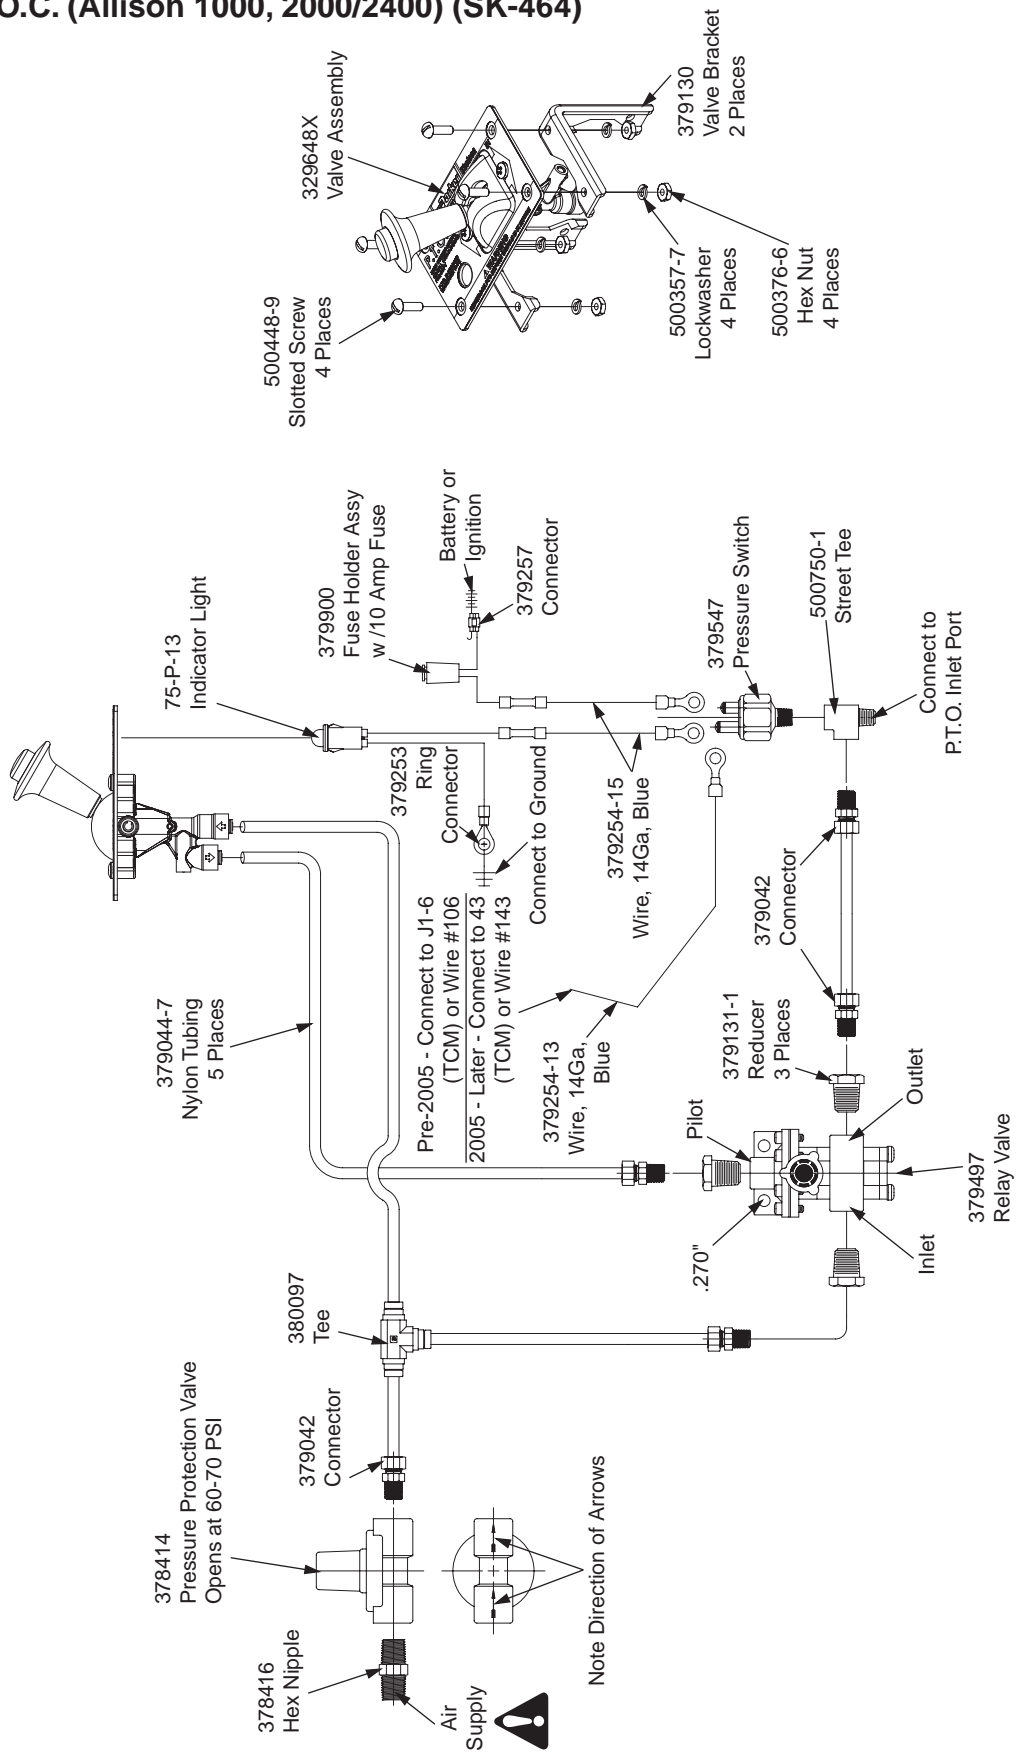 O.C. (Allison 1000, 2000/2400) (SK-464)
378416
Hex Nipple
Air
Supply
378414
Pressure Protection Valve
Opens at 60-70 PSI
379042
Connector
Note Direction of Arrows
380097
Tee
379044-7
Nylon Tubing
5 Places
75-P-13
Indicator Light
379900
Fuse Holder Assy
w /10 Amp Fuse
Battery or
Ignition
379257
Connector
379253
Ring
Connector
Connect to Ground
Pre-2005 - Connect to J1-6
(TCM) or Wire #106
2005 - Later - Connect to 43
(TCM) or Wire #143
379254-15
Wire, 14Ga, Blue
379254-13
Wire, 14Ga,
Blue
379547
Pressure Switch
500750-1
Street Tee
Connect to
P.T.O. Inlet Port
379042
Connector
379131-1
Reducer
3 Places
Pilot
.270"
Inlet
Outlet
379497
Relay Valve
500448-9
Slotted Screw
4 Places
329648X
Valve Assembly
379130
Valve Bracket
2 Places
500357-7
Lockwasher
4 Places
500376-6
Hex Nut
4 Places